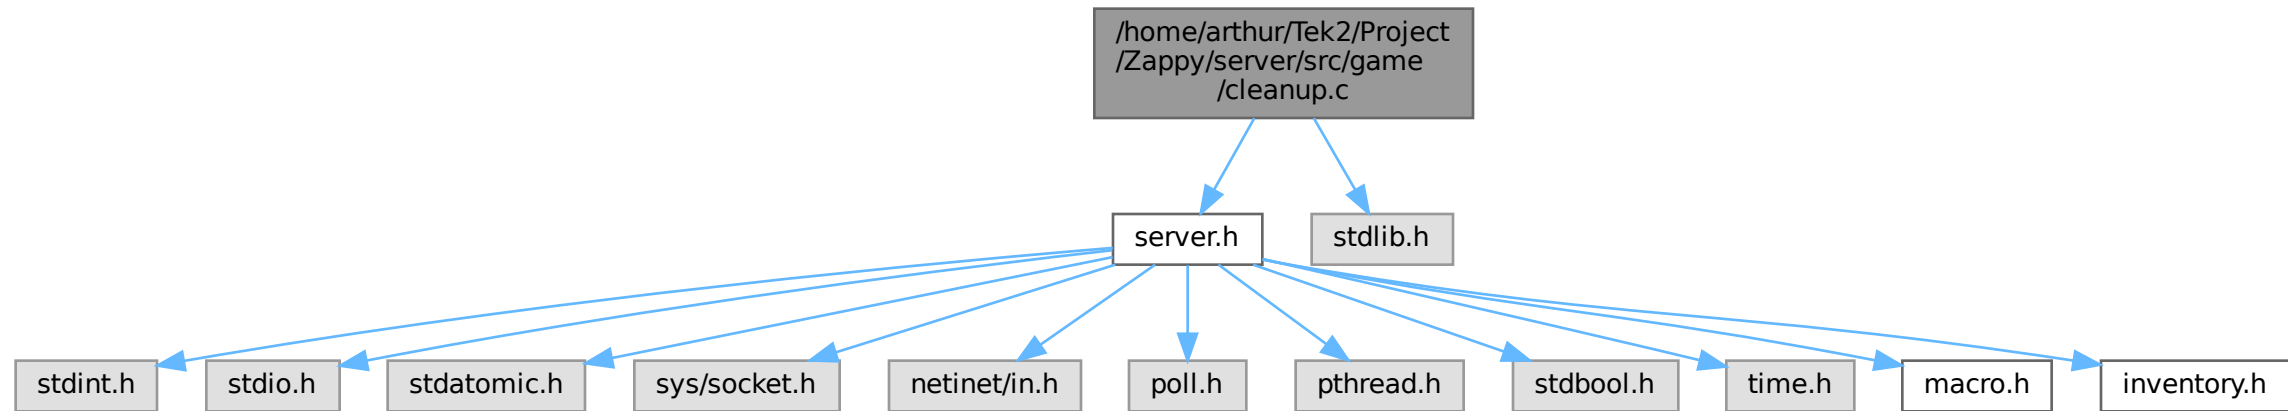 /home/arthur/Tek2/Project
/Zappy/server/src/game
/cleanup.c
server.h
stdlib.h
stdint.h
stdio.h
stdatomic.h
sys/socket.h
netinet/in.h
poll.h
pthread.h
stdbool.h
time.h
macro.h
inventory.h